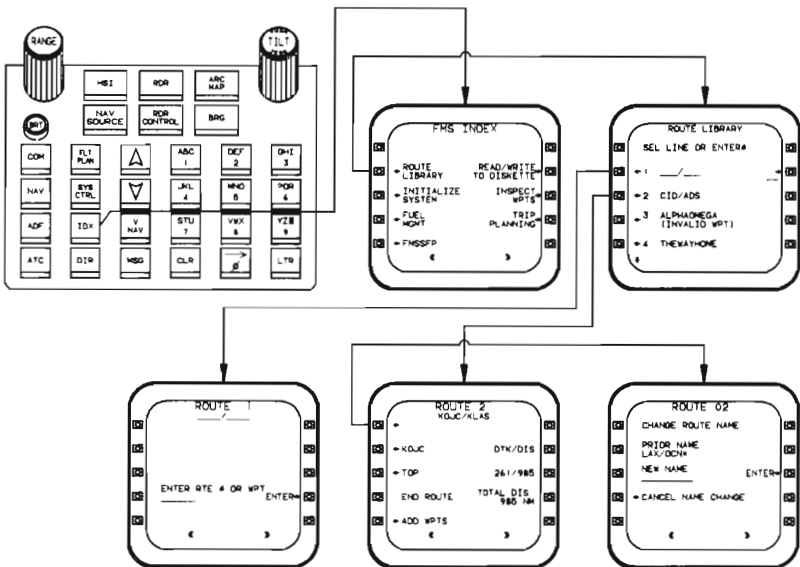 RANGE
TILT
HSI
RDR
ARC MAP
NAV SOURCE
RDR CONTROL
BRG
BRT
COM
FLT PLAN
ABC 1
DEF 2
GHI 3
NAV
SYS CTRL
JKL 4
MNO 5
PQR 6
ADF
IDX
V NAV
STU 7
VWX 8
YZ 9
ATC
DIR
MSG
CLR
→ Ø
LTR
FMS INDEX
← ROUTE LIBRARY
READ/WRITE TO DISKETTE →
← INITIALIZE SYSTEM
INSPECT WPTS →
← FUEL MGMT
TRIP PLANNING →
← FMSSFP
ROUTE LIBRARY
SEL LINE OR ENTER#
← 1 __/__
← 2 CID/ADS
← 3 ALPHAOMEGA (INVALID WPT)
← 4 THEWAYHOME
ROUTE 1
__/__
ENTER RTE # OR WPT
ENTER→
ROUTE 2
KOJC/KLAS
← KOJC DTK/DIS
← TOP 261/985
END ROUTE TOTAL DIS 985 NM
← ADD WPTS
ROUTE 02
CHANGE ROUTE NAME
PRIOR NAME
LAX/OCN#
NEW NAME
ENTER→
← CANCEL NAME CHANGE